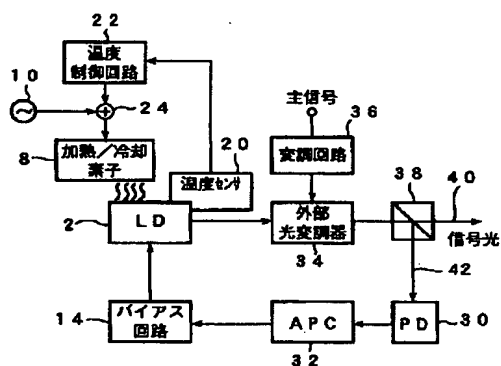 22
温度
制御回路
10
24
主信号
36
8
加熱/冷却
素子
20
温度センサ
変調回路
38
40
2
LD
外部
光変調器
信号光
34
42
14
バイアス
回路
APC
PD
30
32